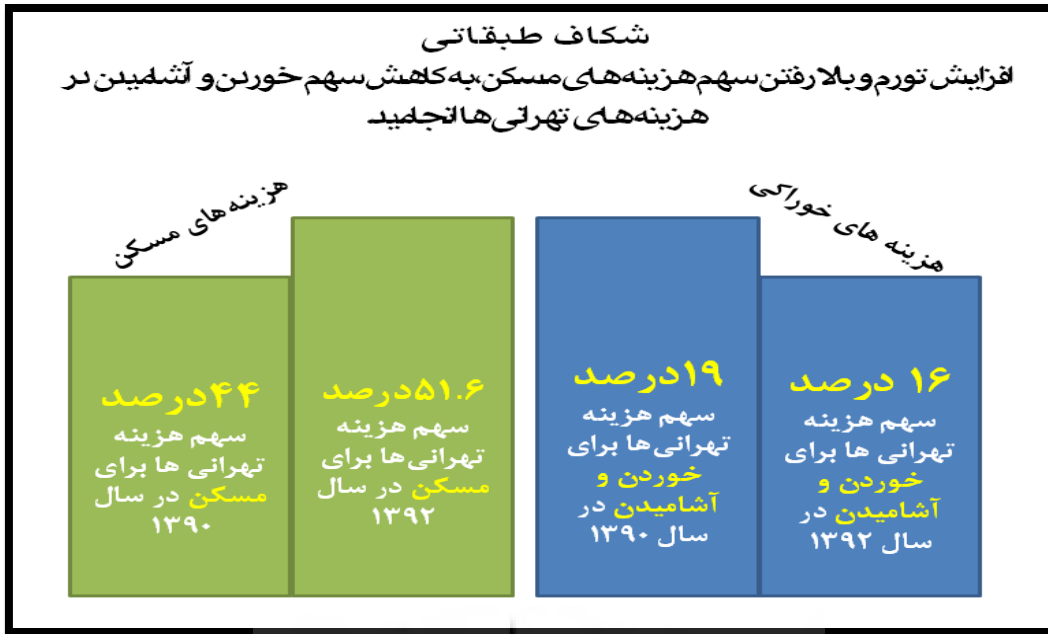 شکاف طبقاتی
افزایش تورم و بالا رفتن سهم هزینه‌های مسکن، به کاهش سهم خوردن و آشامیدن در
هزینه‌های تهرانی‌ها انجامید.
هزینه های خوراکی
۱۶ درصد
سهم هزینه
تهرانی ها برای
خوردن و
آشامیدن در
سال ۱۳۹۲
۱۹درصد
سهم هزینه
تهرانی‌ها برای
خوردن و
آشامیدن در
سال ۱۳۹۰
هزینه‌های مسکن
۵۱.۶درصد
سهم هزینه
تهرانی‌ها برای
مسکن در سال
۱۳۹۲
۴۴درصد
سهم هزینه
تهرانی ها برای
مسکن در سال
۱۳۹۰